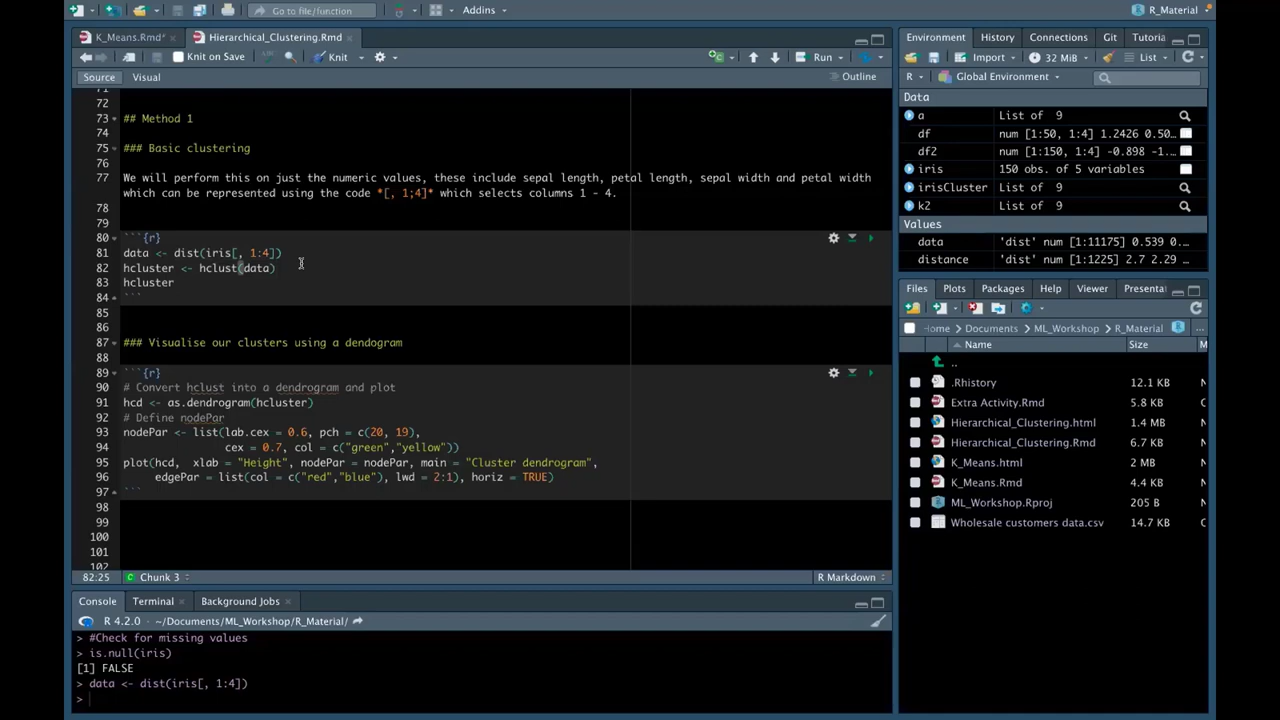 Go to file/function
Addins
R_Material
K_Means.Rmd*
Hierarchical_Clustering.Rmd
Environment
History
Connections
Git
Tutoria
Knit on Save
Knit
Run
Import
32 MiB
List
Source
Visual
Outline
R
Global Environment
71
72
73 ## Method 1
74
75 ### Basic clustering
76
77 We will perform this on just the numeric values, these include sepal length, petal length, sepal width and petal width
which can be represented using the code *[, 1;4]* which selects columns 1 - 4.
78
79
80 ```{r}
81 data <- dist(iris[, 1:4])
82 hcluster <- hclust(data)
83 hcluster
84 ```
85
86
87 ### Visualise our clusters using a dendogram
88
89 ```{r}
90 # Convert hclust into a dendrogram and plot
91 hcd <- as.dendrogram(hcluster)
92 # Define nodePar
93 nodePar <- list(lab.cex = 0.6, pch = c(20, 19),
94 cex = 0.7, col = c("green","yellow"))
95 plot(hcd, xlab = "Height", nodePar = nodePar, main = "Cluster dendrogram",
96 edgePar = list(col = c("red","blue"), lwd = 2:1), horiz = TRUE)
97 ```
98
99
100
101
102
82:25
Chunk 3
R Markdown
Data
a List of 9
df num [1:50, 1:4] 1.2426 0.50...
df2 num [1:150, 1:4] -0.898 -1...
iris 150 obs. of 5 variables
irisCluster List of 9
k2 List of 9
Values
data 'dist' num [1:11175] 0.539 0...
distance 'dist' num [1:1225] 2.7 2.29 ...
Files
Plots
Packages
Help
Viewer
Presenta
Home
Documents
ML_Workshop
R_Material
...
Name Size M
..
.Rhistory 12.1 KB
Extra Activity.Rmd 5.8 KB
Hierarchical_Clustering.html 1.4 MB
Hierarchical_Clustering.Rmd 6.7 KB
K_Means.html 2 MB
K_Means.Rmd 4.4 KB
ML_Workshop.Rproj 205 B
Wholesale customers data.csv 14.7 KB
Console
Terminal
Background Jobs
R 4.2.0 · ~/Documents/ML_Workshop/R_Material/
> #Check for missing values
> is.null(iris)
[1] FALSE
> data <- dist(iris[, 1:4])
>